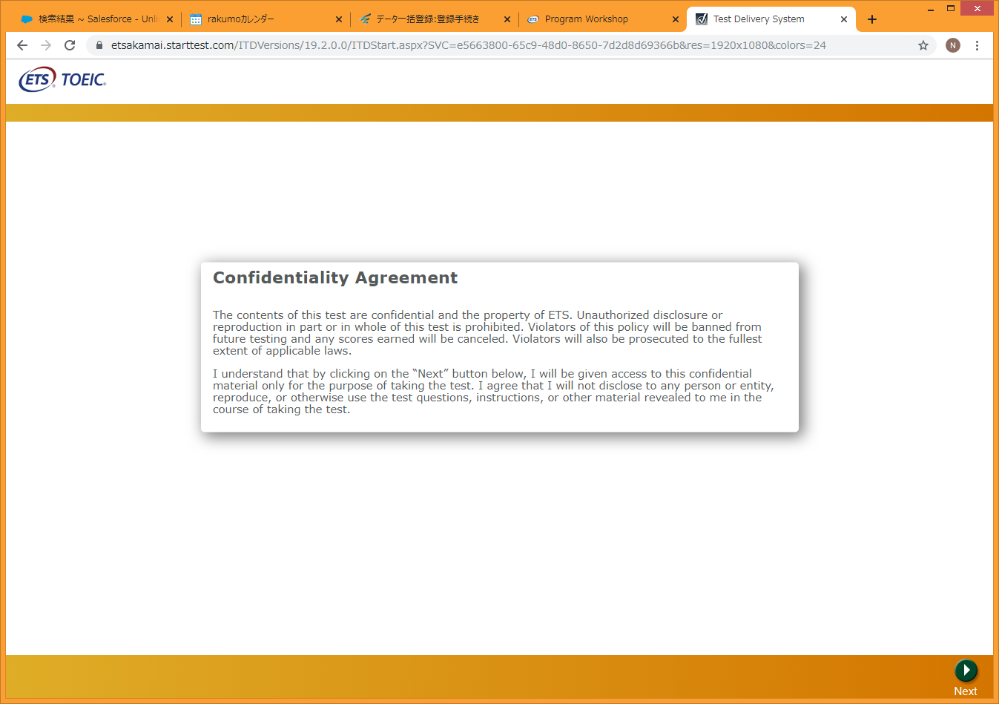 検索結果 ~ Salesforce - Unli
rakumoカレンダー
データ一括登録:登録手続き
ETS
Program Workshop
Test Delivery System
etsakamai.starttest.com/ITDVersions/19.2.0.0/ITDStart.aspx?SVC=e5663800-65c9-48d0-8650-7d2d8d69366b&res=1920x1080&colors=24
N
ETS® TOEIC®
Confidentiality Agreement
The contents of this test are confidential and the property of ETS. Unauthorized disclosure or
reproduction in part or in whole of this test is prohibited. Violators of this policy will be banned from
future testing and any scores earned will be canceled. Violators will also be prosecuted to the fullest
extent of applicable laws.
I understand that by clicking on the “Next” button below, I will be given access to this confidential
material only for the purpose of taking the test. I agree that I will not disclose to any person or entity,
reproduce, or otherwise use the test questions, instructions, or other material revealed to me in the
course of taking the test.
Next